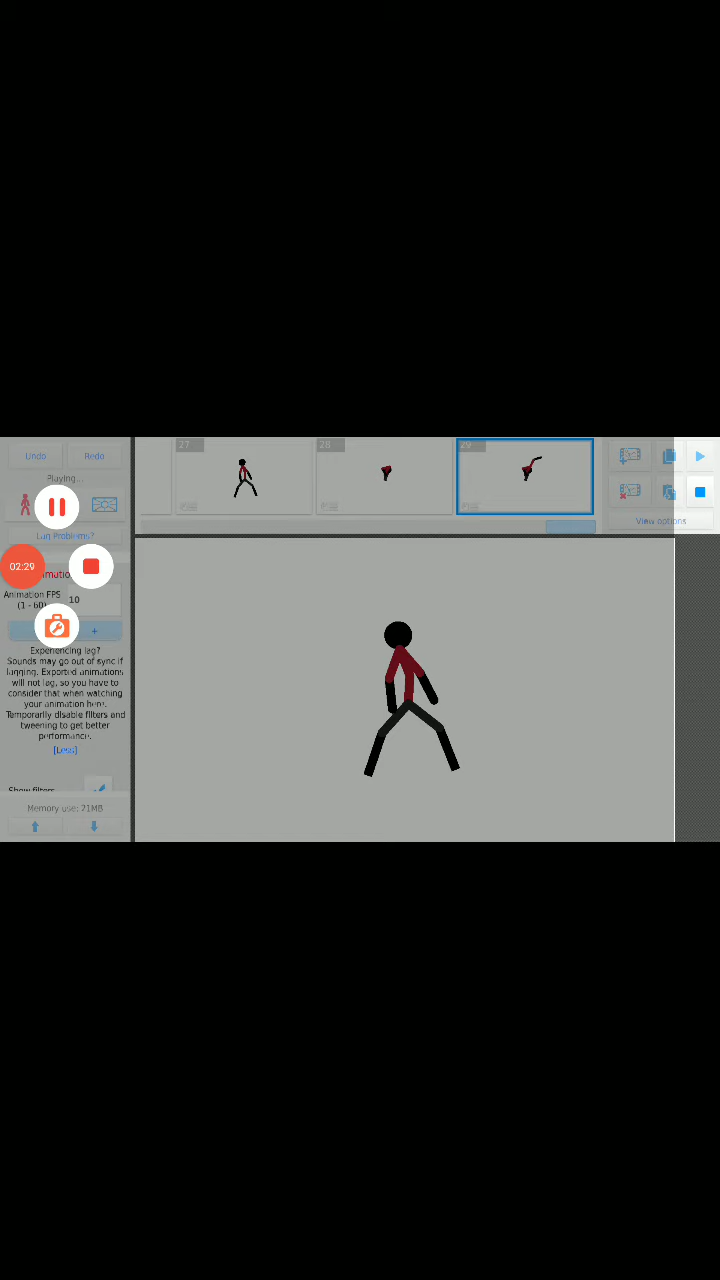 Undo Redo
27 28 29
Playing...
Lag Problems?
View options
02:29
Animation FPS
(1 - 60) 10
+
Experiencing lag?
Sounds may go out of sync if
lagging. Exported animations
will not lag, so you have to
consider that when watching
your animation here.
Temporarily disable filters and
tweening to get better
performance.
[Less]
Show filters
Memory use: 21MB